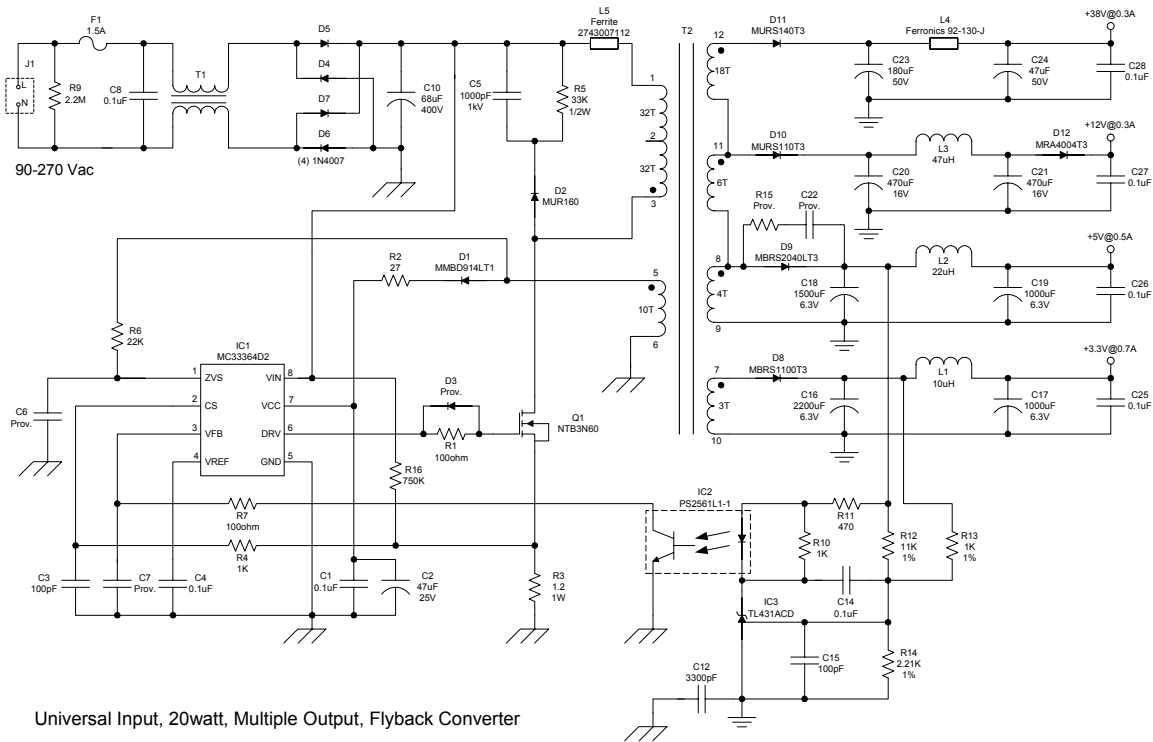 F1
1.5A
J1
L
N
R9
2.2M
C8
0.1uF
T1
D5
D4
D7
D6
(4) 1N4007
90-270 Vac
C10
68uF
400V
C5
1000pF
1kV
R5
33K
1/2W
L5
Ferrite
2743007112
D2
MUR160
T2
1
32T
2
32T
3
5
10T
6
12
18T
11
6T
8
4T
9
7
3T
10
D11
MURS140T3
L4
Ferronics 92-130-J
+38V@0.3A
C23
180uF
50V
C24
47uF
50V
C28
0.1uF
D10
MURS110T3
L3
47uH
D12
MRA4004T3
+12V@0.3A
C20
470uF
16V
C21
470uF
16V
C27
0.1uF
R15
Prov.
C22
Prov.
D9
MBRS2040LT3
L2
22uH
+5V@0.5A
C18
1500uF
6.3V
C19
1000uF
6.3V
C26
0.1uF
D8
MBRS1100T3
L1
10uH
+3.3V@0.7A
C16
2200uF
6.3V
C17
1000uF
6.3V
C25
0.1uF
R2
27
D1
MMBD914LT1
R6
22K
IC1
MC33364D2
1 ZVS VIN 8
2 CS VCC 7
3 VFB DRV 6
4 VREF GND 5
C6
Prov.
D3
Prov.
R1
100ohm
Q1
NTB3N60
R16
750K
R7
100ohm
R4
1K
C3
100pF
C7
Prov.
C4
0.1uF
C1
0.1uF
C2
47uF
25V
R3
1.2
1W
IC2
PS2561L1-1
R11
470
R10
1K
R12
11K
1%
R13
1K
1%
C14
0.1uF
IC3
TL431ACD
C15
100pF
R14
2.21K
1%
C12
3300pF
Universal Input, 20watt, Multiple Output, Flyback Converter